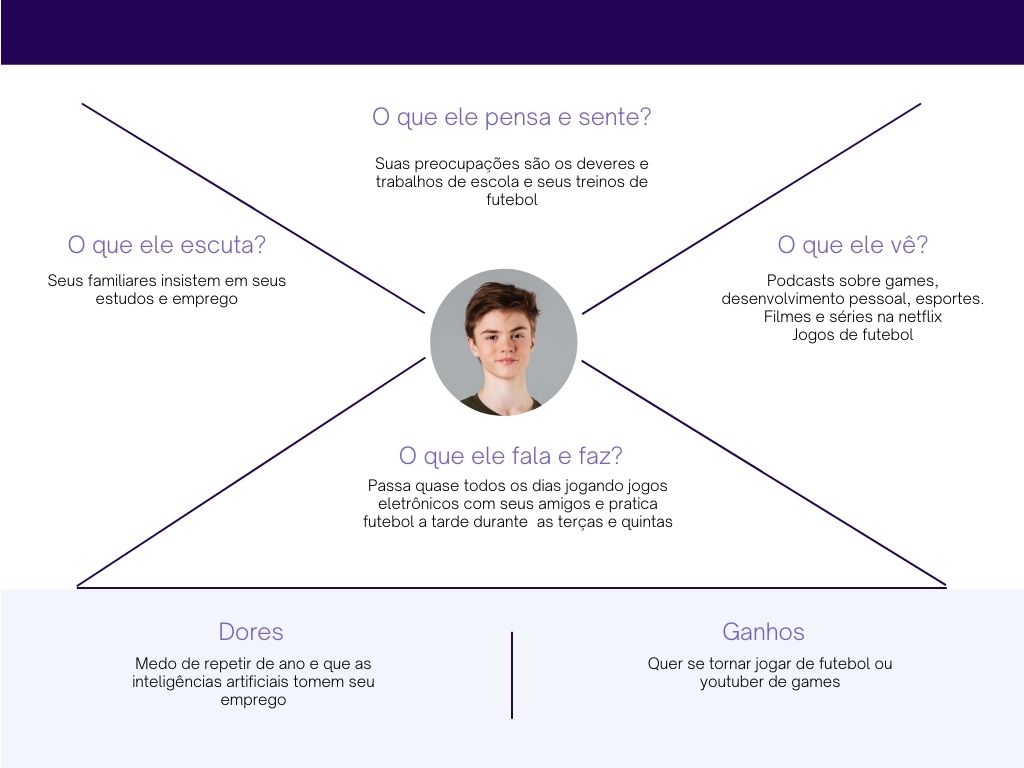 O que ele pensa e sente?
Suas preocupações são os deveres e
trabalhos de escola e seus treinos de
futebol
O que ele escuta?
Seus familiares insistem em seus
estudos e emprego
O que ele vê?
Podcasts sobre games,
desenvolvimento pessoal, esportes.
Filmes e séries na netflix
Jogos de futebol
O que ele fala e faz?
Passa quase todos os dias jogando jogos
eletrônicos com seus amigos e pratica
futebol a tarde durante  as terças e quintas
Dores
Medo de repetir de ano e que as
inteligências artificiais tomem seu
emprego
Ganhos
Quer se tornar jogar de futebol ou
youtuber de games